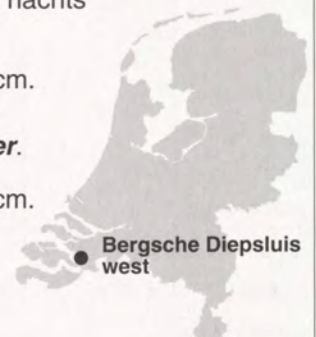 nachts
cm.
er.
cm.
Bergsche Diepsluis
west